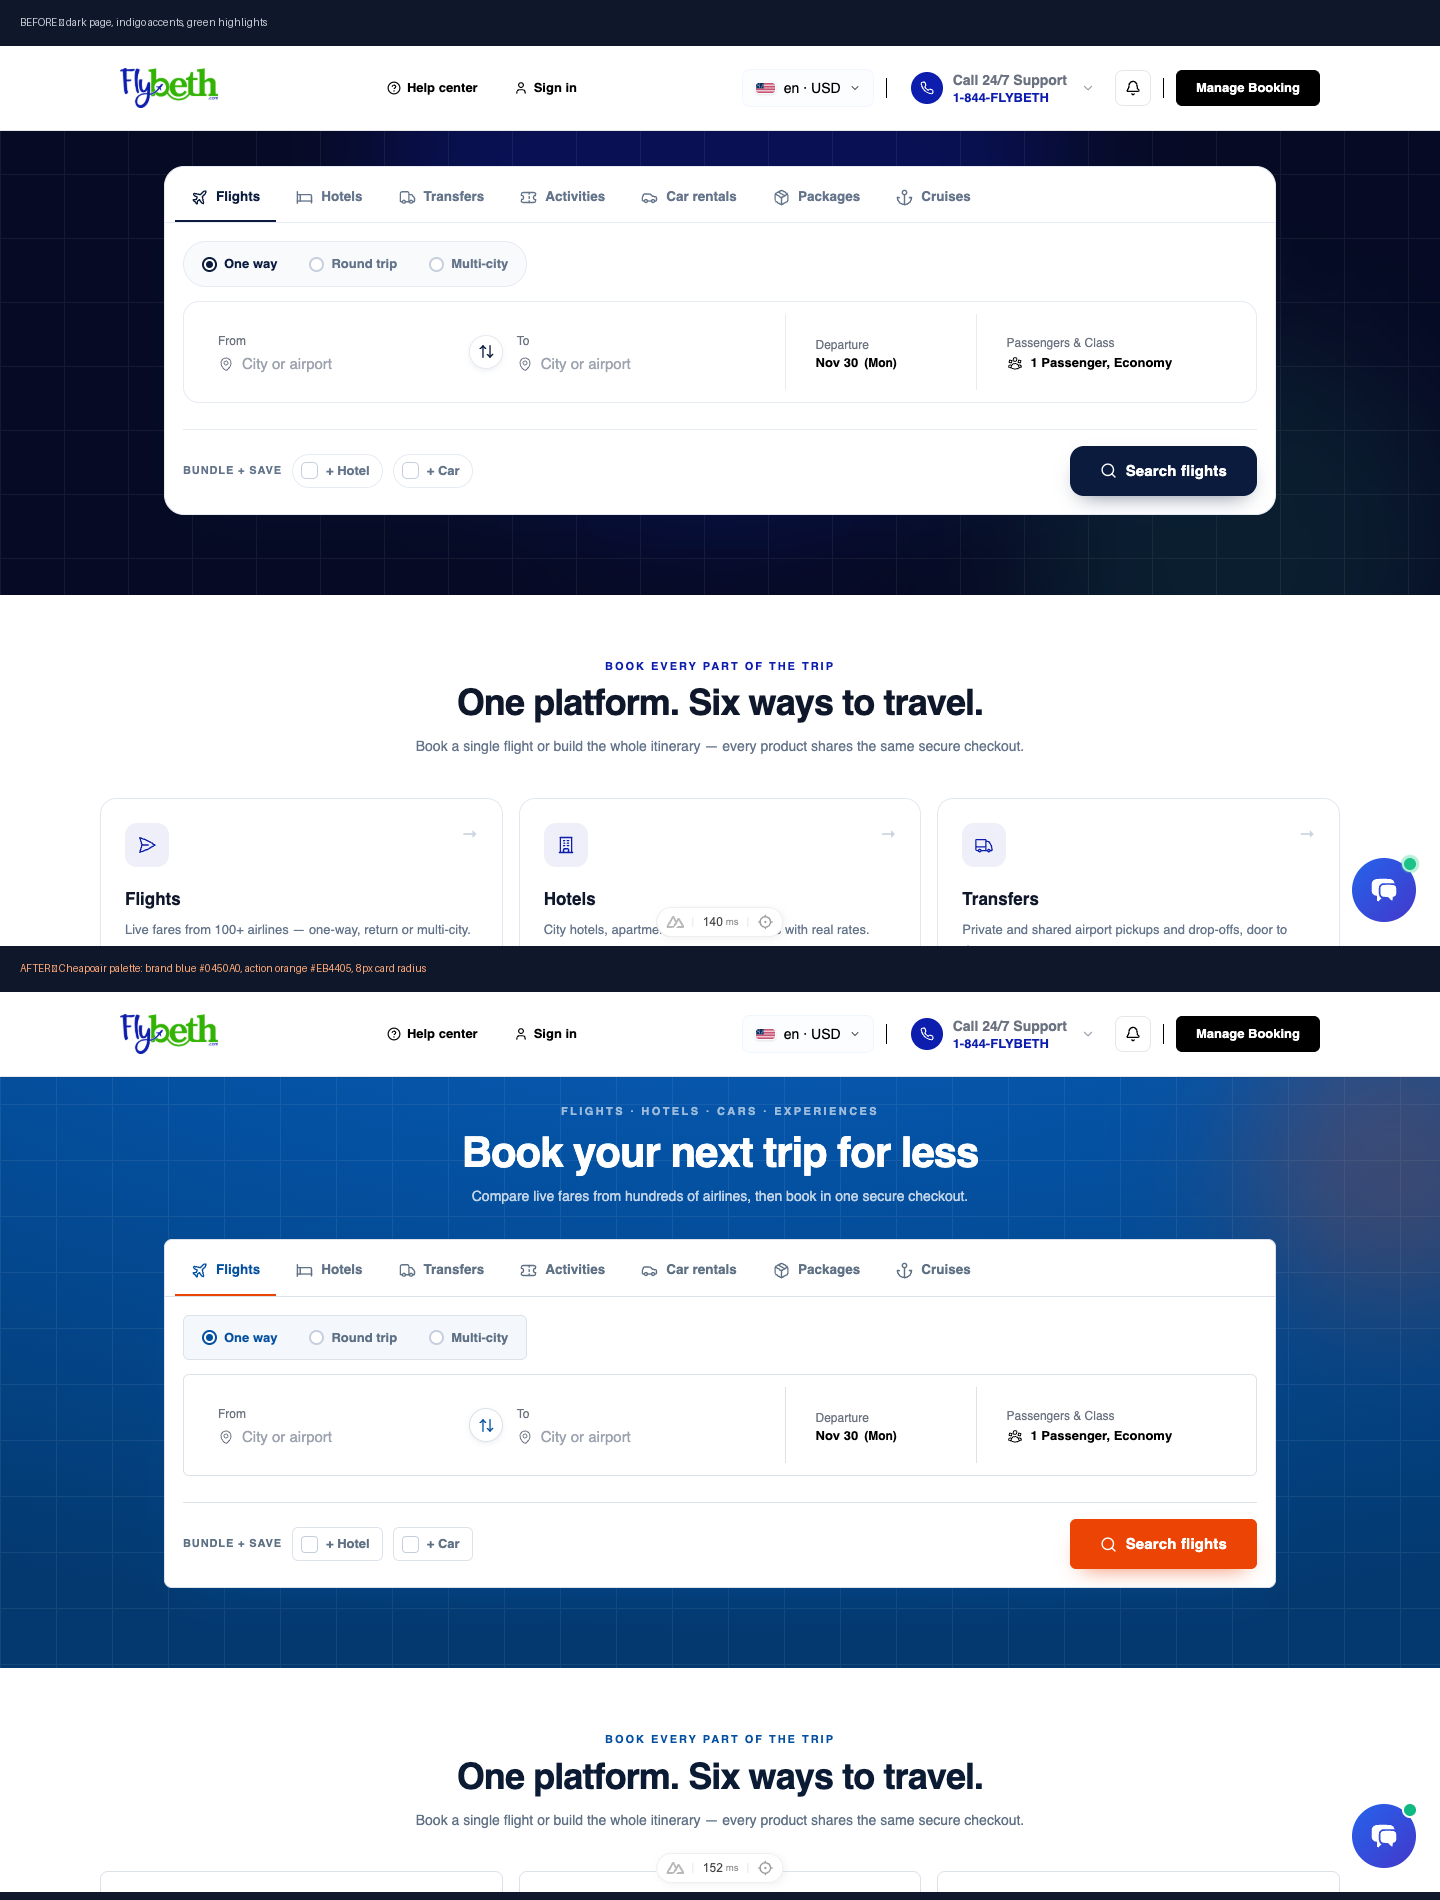 BEFORE dark page, indigo accents, green highlights
Flybeth.com
Help center
Sign in
en · USD
Call 24/7 Support
1-844-FLYBETH
Manage Booking
Flights
Hotels
Transfers
Activities
Car rentals
Packages
Cruises
One way
Round trip
Multi-city
From
City or airport
To
City or airport
Departure
Nov 30 (Mon)
Passengers & Class
1 Passenger, Economy
BUNDLE + SAVE
+ Hotel
+ Car
Search flights
BOOK EVERY PART OF THE TRIP
One platform. Six ways to travel.
Book a single flight or build the whole itinerary — every product shares the same secure checkout.
Flights
Live fares from 100+ airlines — one-way, return or multi-city.
Hotels
City hotels, apartme
with real rates.
Transfers
Private and shared airport pickups and drop-offs, door to
140 ms
AFTER Cheapoair palette: brand blue #0450A0, action orange #EB4405, 8px card radius
Flybeth.com
Help center
Sign in
en · USD
Call 24/7 Support
1-844-FLYBETH
Manage Booking
FLIGHTS · HOTELS · CARS · EXPERIENCES
Book your next trip for less
Compare live fares from hundreds of airlines, then book in one secure checkout.
Flights
Hotels
Transfers
Activities
Car rentals
Packages
Cruises
One way
Round trip
Multi-city
From
City or airport
To
City or airport
Departure
Nov 30 (Mon)
Passengers & Class
1 Passenger, Economy
BUNDLE + SAVE
+ Hotel
+ Car
Search flights
BOOK EVERY PART OF THE TRIP
One platform. Six ways to travel.
Book a single flight or build the whole itinerary — every product shares the same secure checkout.
152 ms